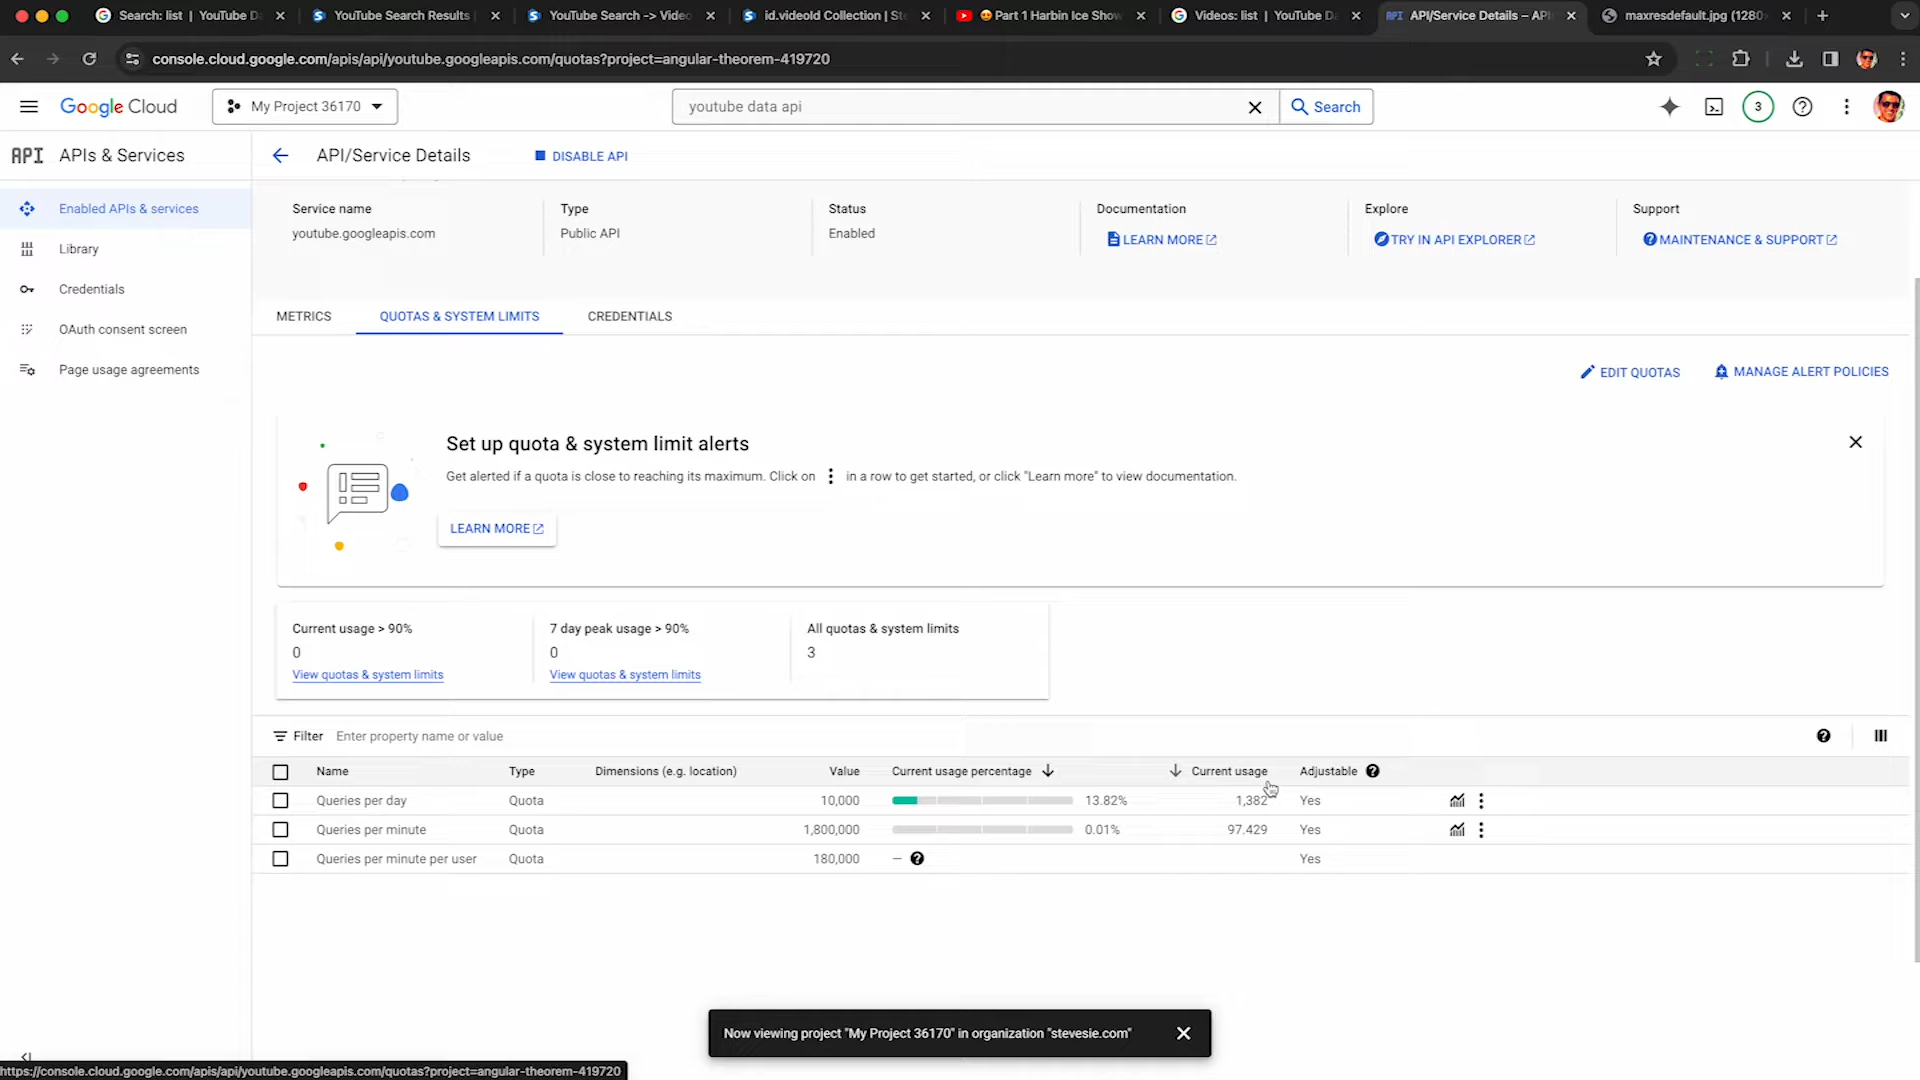 Search: list | YouTube Da
YouTube Search Results
YouTube Search -> Video
id.videoId Collection | Ste
Part 1 Harbin Ice Show
Videos: list | YouTube Da
API API/Service Details – API
maxresdefault.jpg (1280×
console.cloud.google.com/apis/api/youtube.googleapis.com/quotas?project=angular-theorem-419720
Google Cloud
My Project 36170
youtube data api
Search
3
API APIs & Services
API/Service Details
DISABLE API
Enabled APIs & services
Library
Credentials
OAuth consent screen
Page usage agreements
Service name
youtube.googleapis.com
Type
Public API
Status
Enabled
Documentation
LEARN MORE
Explore
TRY IN API EXPLORER
Support
MAINTENANCE & SUPPORT
METRICS
QUOTAS & SYSTEM LIMITS
CREDENTIALS
EDIT QUOTAS
MANAGE ALERT POLICIES
Set up quota & system limit alerts
Get alerted if a quota is close to reaching its maximum. Click on ⋮ in a row to get started, or click "Learn more" to view documentation.
LEARN MORE
Current usage > 90%
0
View quotas & system limits
7 day peak usage > 90%
0
View quotas & system limits
All quotas & system limits
3
Filter Enter property name or value
Name Type Dimensions (e.g. location) Value Current usage percentage Current usage Adjustable
Queries per day Quota 10,000 13.82% 1,382 Yes
Queries per minute Quota 1,800,000 0.01% 97.429 Yes
Queries per minute per user Quota 180,000 — Yes
Now viewing project "My Project 36170" in organization "stevesie.com"
https://console.cloud.google.com/apis/api/youtube.googleapis.com/quotas?project=angular-theorem-419720